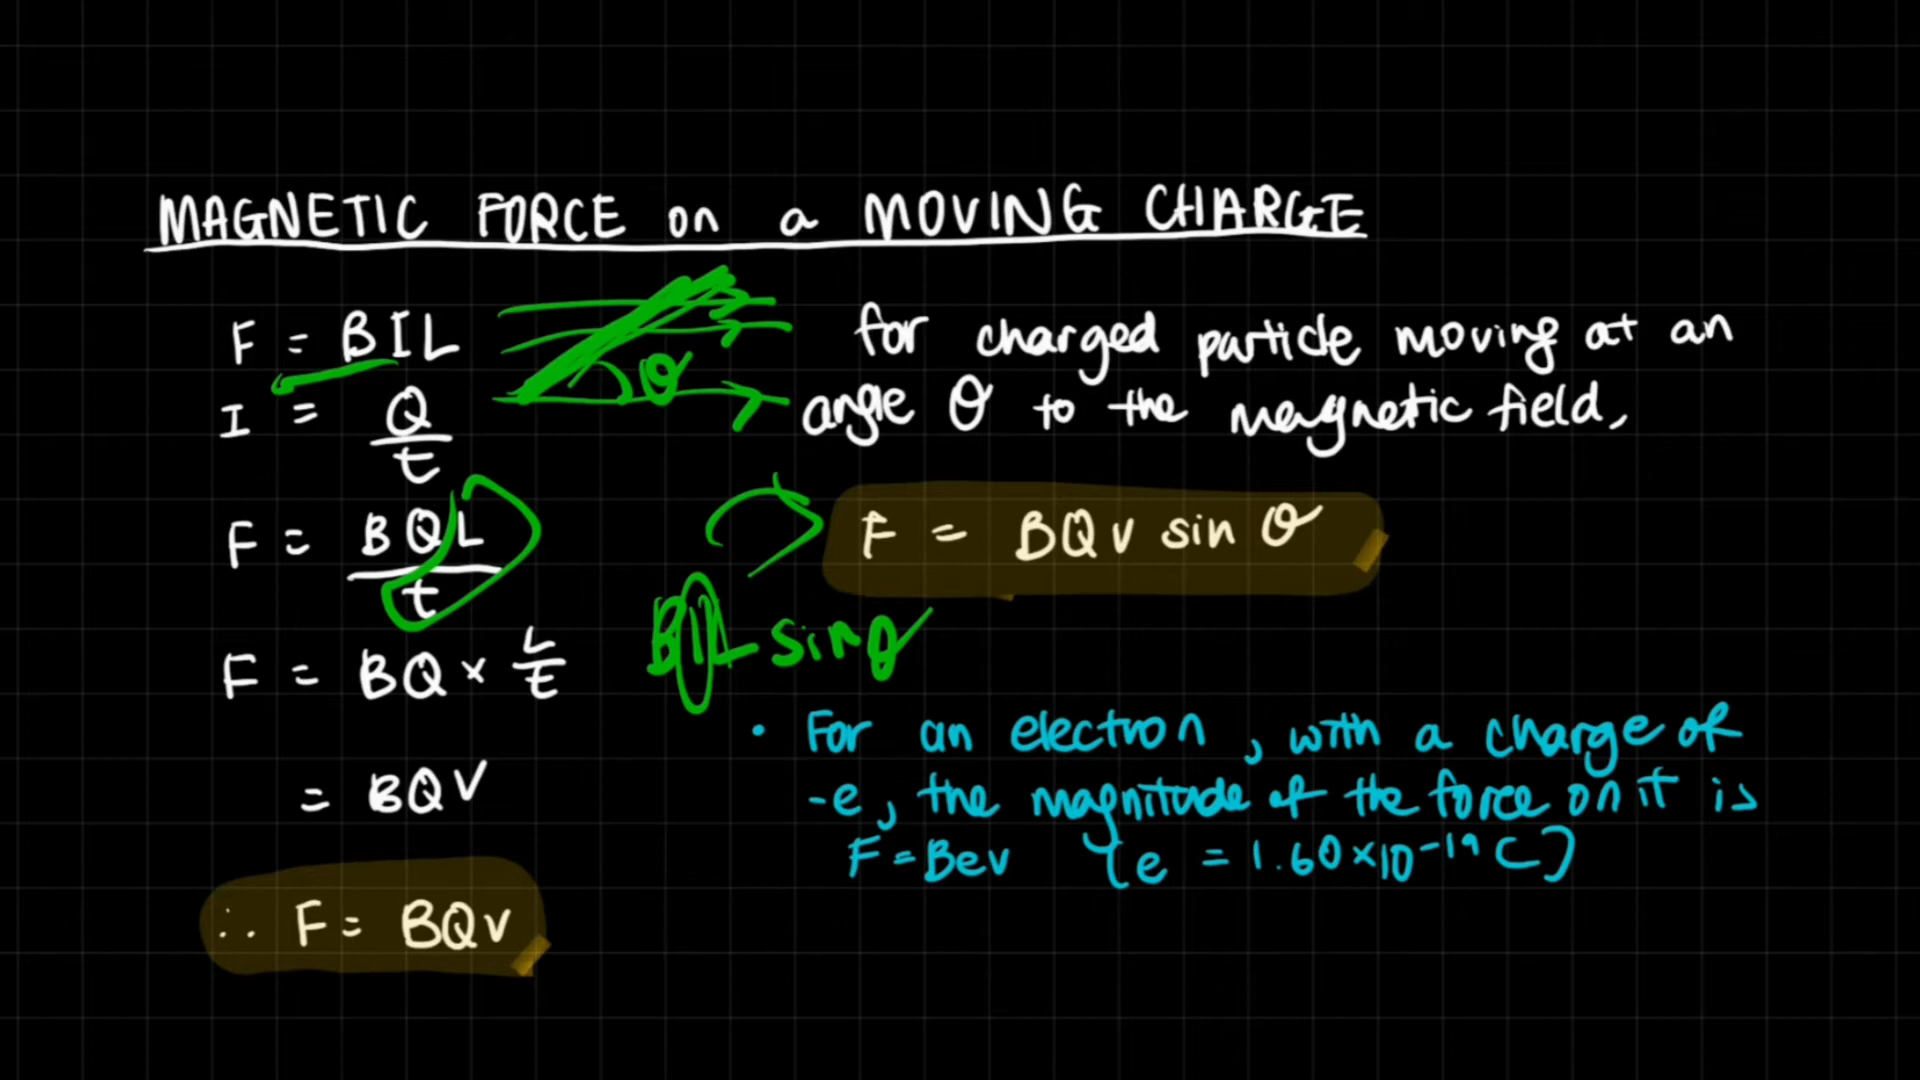 MAGNETIC FORCE on a MOVING CHARGE
F = BIL
I = Q/t
F = BQL/t
F = BQ × L/t
= BQV
∴ F = BQv
θ
for charged particle moving at an
angle θ to the magnetic field,
F = BQv sin θ
BIL sin θ
• For an electron, with a charge of
-e, the magnitude of the force on it is
F = Bev (e = 1.60×10⁻¹⁹ C)